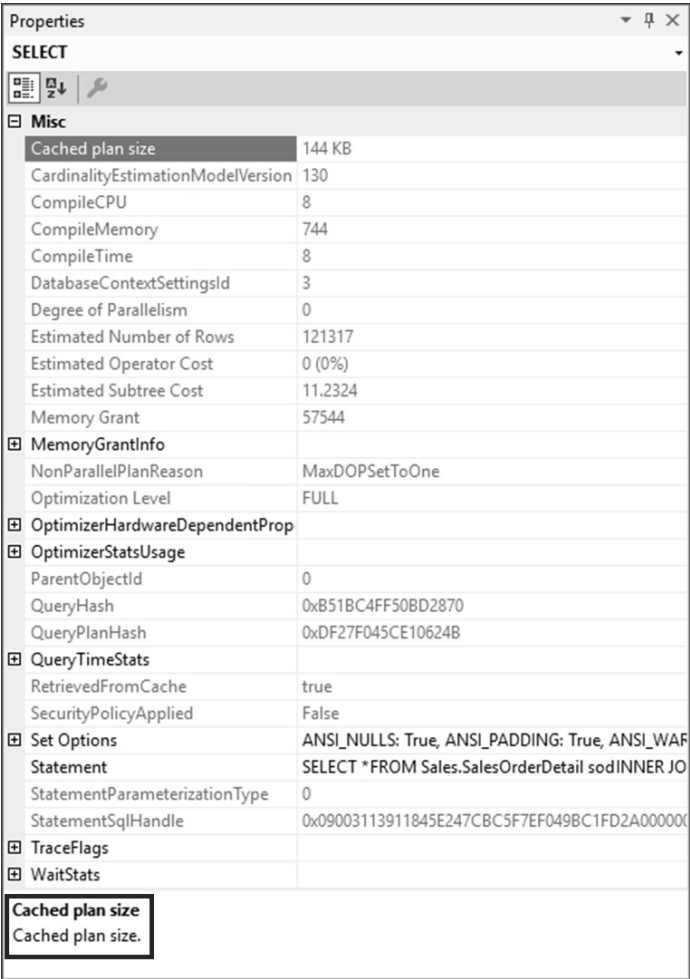 Properties
SELECT
Misc
Cached plan size 144 KB
CardinalityEstimationModelVersion 130
CompileCPU 8
CompileMemory 744
CompileTime 8
DatabaseContextSettingsId 3
Degree of Parallelism 0
Estimated Number of Rows 121317
Estimated Operator Cost 0 (0%)
Estimated Subtree Cost 11.2324
Memory Grant 57544
MemoryGrantInfo
NonParallelPlanReason MaxDOPSetToOne
Optimization Level FULL
OptimizerHardwareDependentProp
OptimizerStatsUsage
ParentObjectId 0
QueryHash 0xB51BC4FF50BD2870
QueryPlanHash 0xDF27F045CE10624B
QueryTimeStats
RetrievedFromCache true
SecurityPolicyApplied False
Set Options ANSI_NULLS: True, ANSI_PADDING: True, ANSI_WAR
Statement SELECT *FROM Sales.SalesOrderDetail sodINNER JO
StatementParameterizationType 0
StatementSqlHandle 0x09003113911845E247CBC5F7EF049BC1FD2A000000
TraceFlags
WaitStats
Cached plan size
Cached plan size.